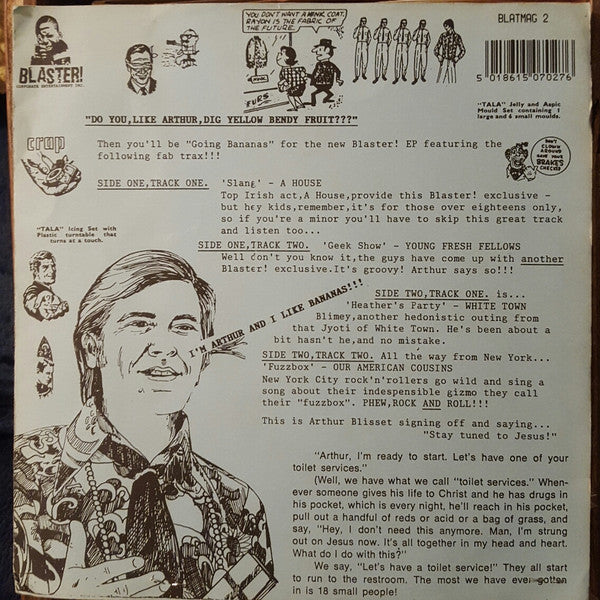 YOU DON'T WANT A MINK COAT.
RAYON IS THE FABRIC OF
THE FUTURE.
FURS
BLATMAG 2
5 018615 070276
BLASTER!
CORPORATE ENTERTAINMENT INC.
"TALA" Jelly and Aspic
Mould Set containing 1
large and 6 small moulds.
"DO YOU,LIKE ARTHUR,DIG YELLOW BENDY FRUIT???"
crap
Then you'll be "Going Bananas" for the new Blaster! EP featuring the
following fab trax!!!
DON'T
CLOWN
AROUND
HAVE YOUR
BRAKES
CHECKED
SIDE ONE,TRACK ONE. 'Slang' - A HOUSE
Top Irish act,A House,provide this Blaster! exclusive -
but hey kids,remember,it's for those over eighteens only,
so if you're a minor you'll have to skip this great track
and listen too...
"TALA" Icing Set with
Plastic turntable that
turns at a touch.
SIDE ONE,TRACK TWO. 'Geek Show' - YOUNG FRESH FELLOWS
Well don't you know it,the guys have come up with another
Blaster! exclusive.It's groovy! Arthur says so!!!
I'M ARTHUR AND I LIKE BANANAS!!!
SIDE TWO,TRACK ONE. is...
'Heather's Party' - WHITE TOWN
Blimey,another hedonistic outing from
that Jyoti of White Town. He's been about a
bit hasn't he,and no mistake.
SIDE TWO,TRACK TWO. All the way from New York...
'Fuzzbox' - OUR AMERICAN COUSINS
New York City rock'n'rollers go wild and sing a
song about their indespensible gizmo they call
their "fuzzbox". PHEW,ROCK AND ROLL!!!
This is Arthur Blisset signing off and saying...
"Stay tuned to Jesus!"
"Arthur, I'm ready to start. Let's have one of your
toilet services."
(Well, we have what we call "toilet services." When-
ever someone gives his life to Christ and he has drugs in
his pocket, which is every night, he'll reach in his pocket,
pull out a handful of reds or acid or a bag of grass, and
say, "Hey, I don't need this anymore. Man, I'm strung
out on Jesus now. It's all together in my head and heart.
What do I do with this?"
We say, "Let's have a toilet service!" They all start
to run to the restroom. The most we have ever gotten
in is 18 small people!